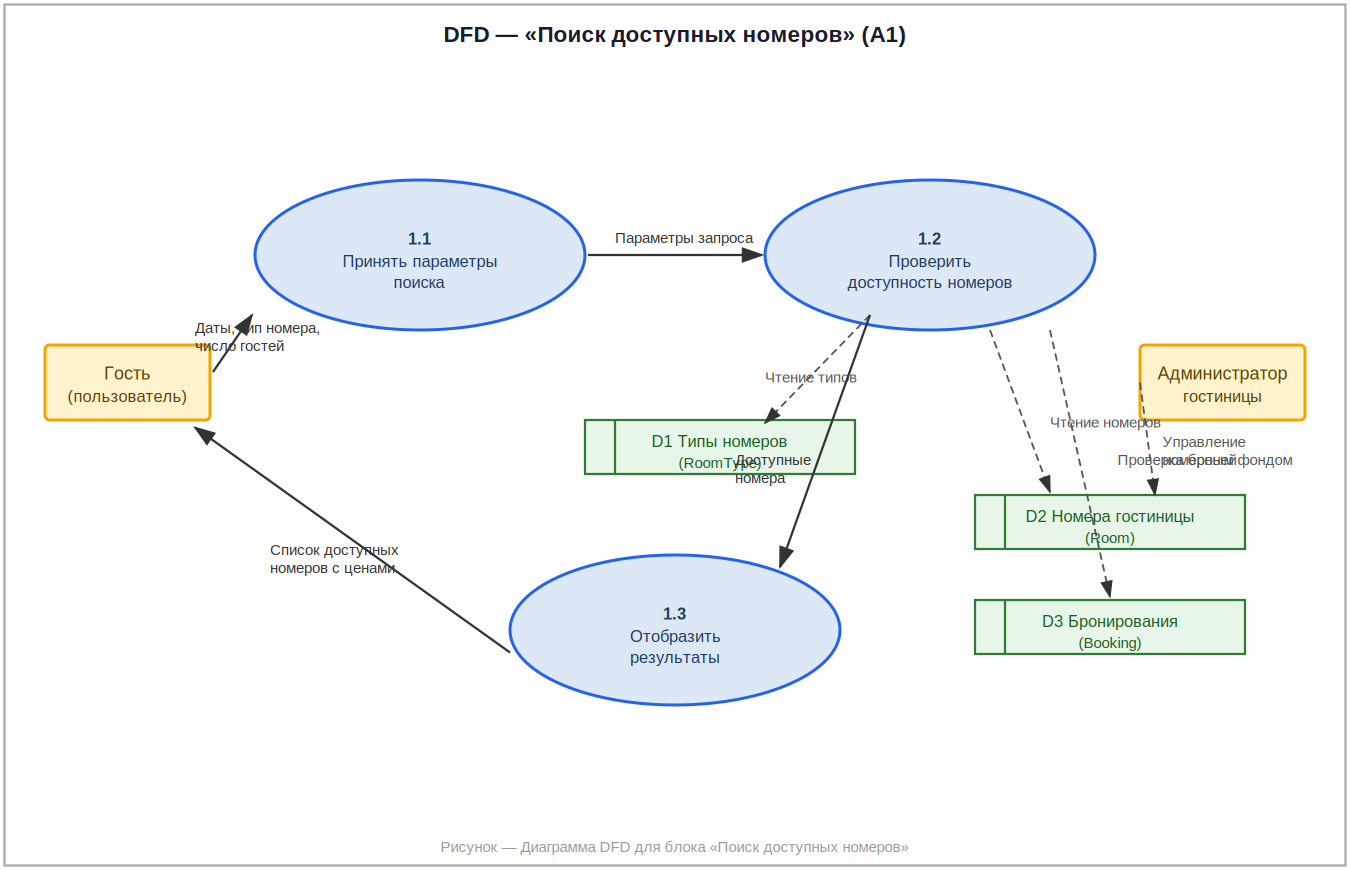 DFD — «Поиск доступных номеров» (А1)
1.1
Принять параметры
поиска
Параметры запроса
1.2
Проверить
доступность номеров
Даты, тип номера,
число гостей
Гость
(пользователь)
Администратор
гостиницы
Чтение типов
Чтение номеров
D1 Типы номеров
(RoomType)
Доступные
номера
Управление
номерным фондом
Проверка броней
D2 Номера гостиницы
(Room)
Список доступных
номеров с ценами
1.3
Отобразить
результаты
D3 Бронирования
(Booking)
Рисунок — Диаграмма DFD для блока «Поиск доступных номеров»